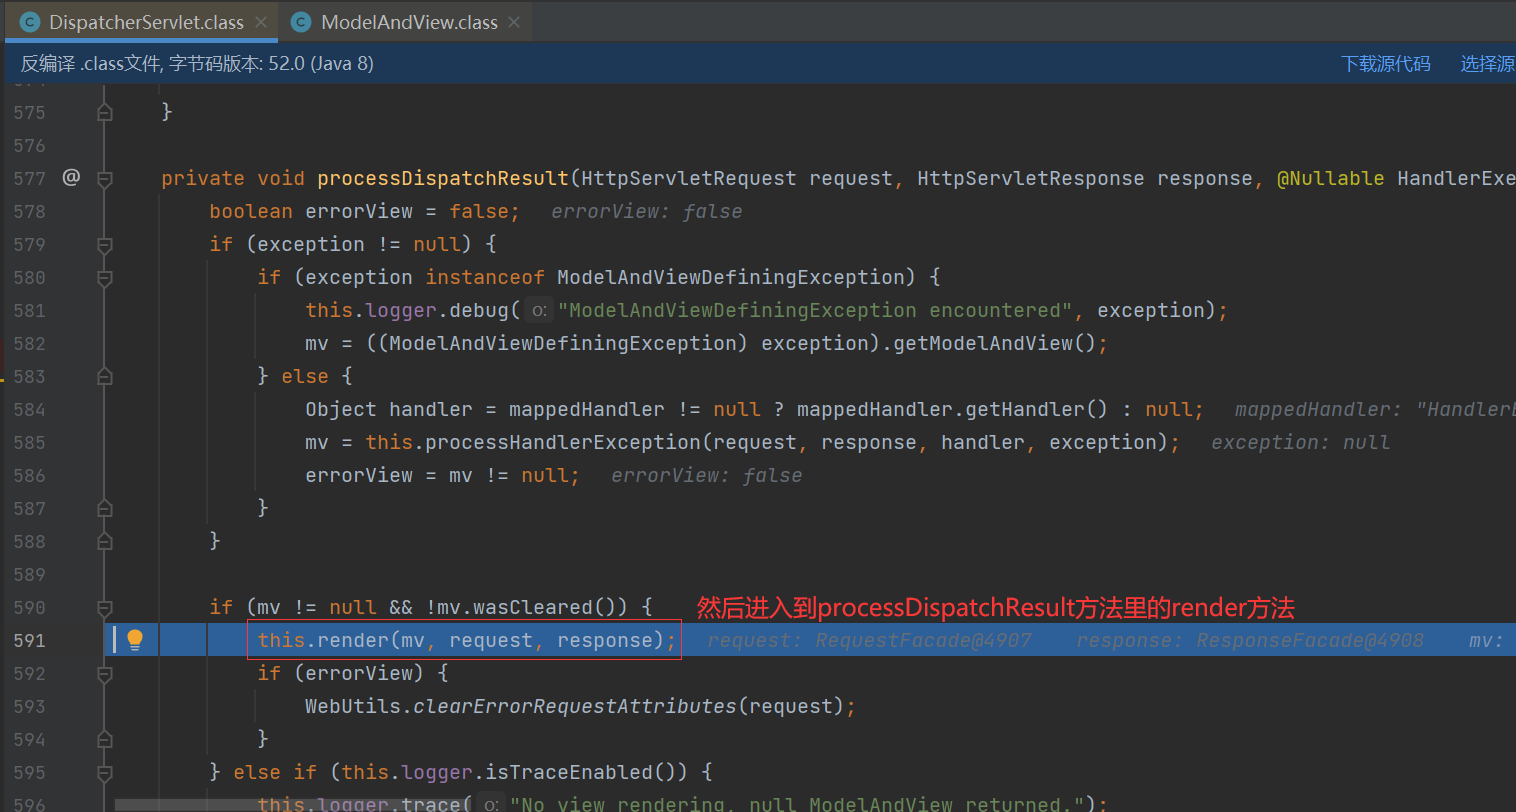 DispatcherServlet.class
ModelAndView.class
反编译 .class文件, 字节码版本: 52.0 (Java 8)
下载源代码
选择源
575 }
576
577 @ private void processDispatchResult(HttpServletRequest request, HttpServletResponse response, @Nullable HandlerExe
578 boolean errorView = false; errorView: false
579 if (exception != null) {
580 if (exception instanceof ModelAndViewDefiningException) {
581 this.logger.debug( o: "ModelAndViewDefiningException encountered", exception);
582 mv = ((ModelAndViewDefiningException) exception).getModelAndView();
583 } else {
584 Object handler = mappedHandler != null ? mappedHandler.getHandler() : null; mappedHandler: "HandlerE
585 mv = this.processHandlerException(request, response, handler, exception); exception: null
586 errorView = mv != null; errorView: false
587 }
588 }
589
590 if (mv != null && !mv.wasCleared()) { 然后进入到processDispatchResult方法里的render方法
591 this.render(mv, request, response); request: RequestFacade@4907 response: ResponseFacade@4908 mv:
592 if (errorView) {
593 WebUtils.clearErrorRequestAttributes(request);
594 }
595 } else if (this.logger.isTraceEnabled()) {
596 this.logger.trace( o: "No view rendering, null ModelAndView returned.");